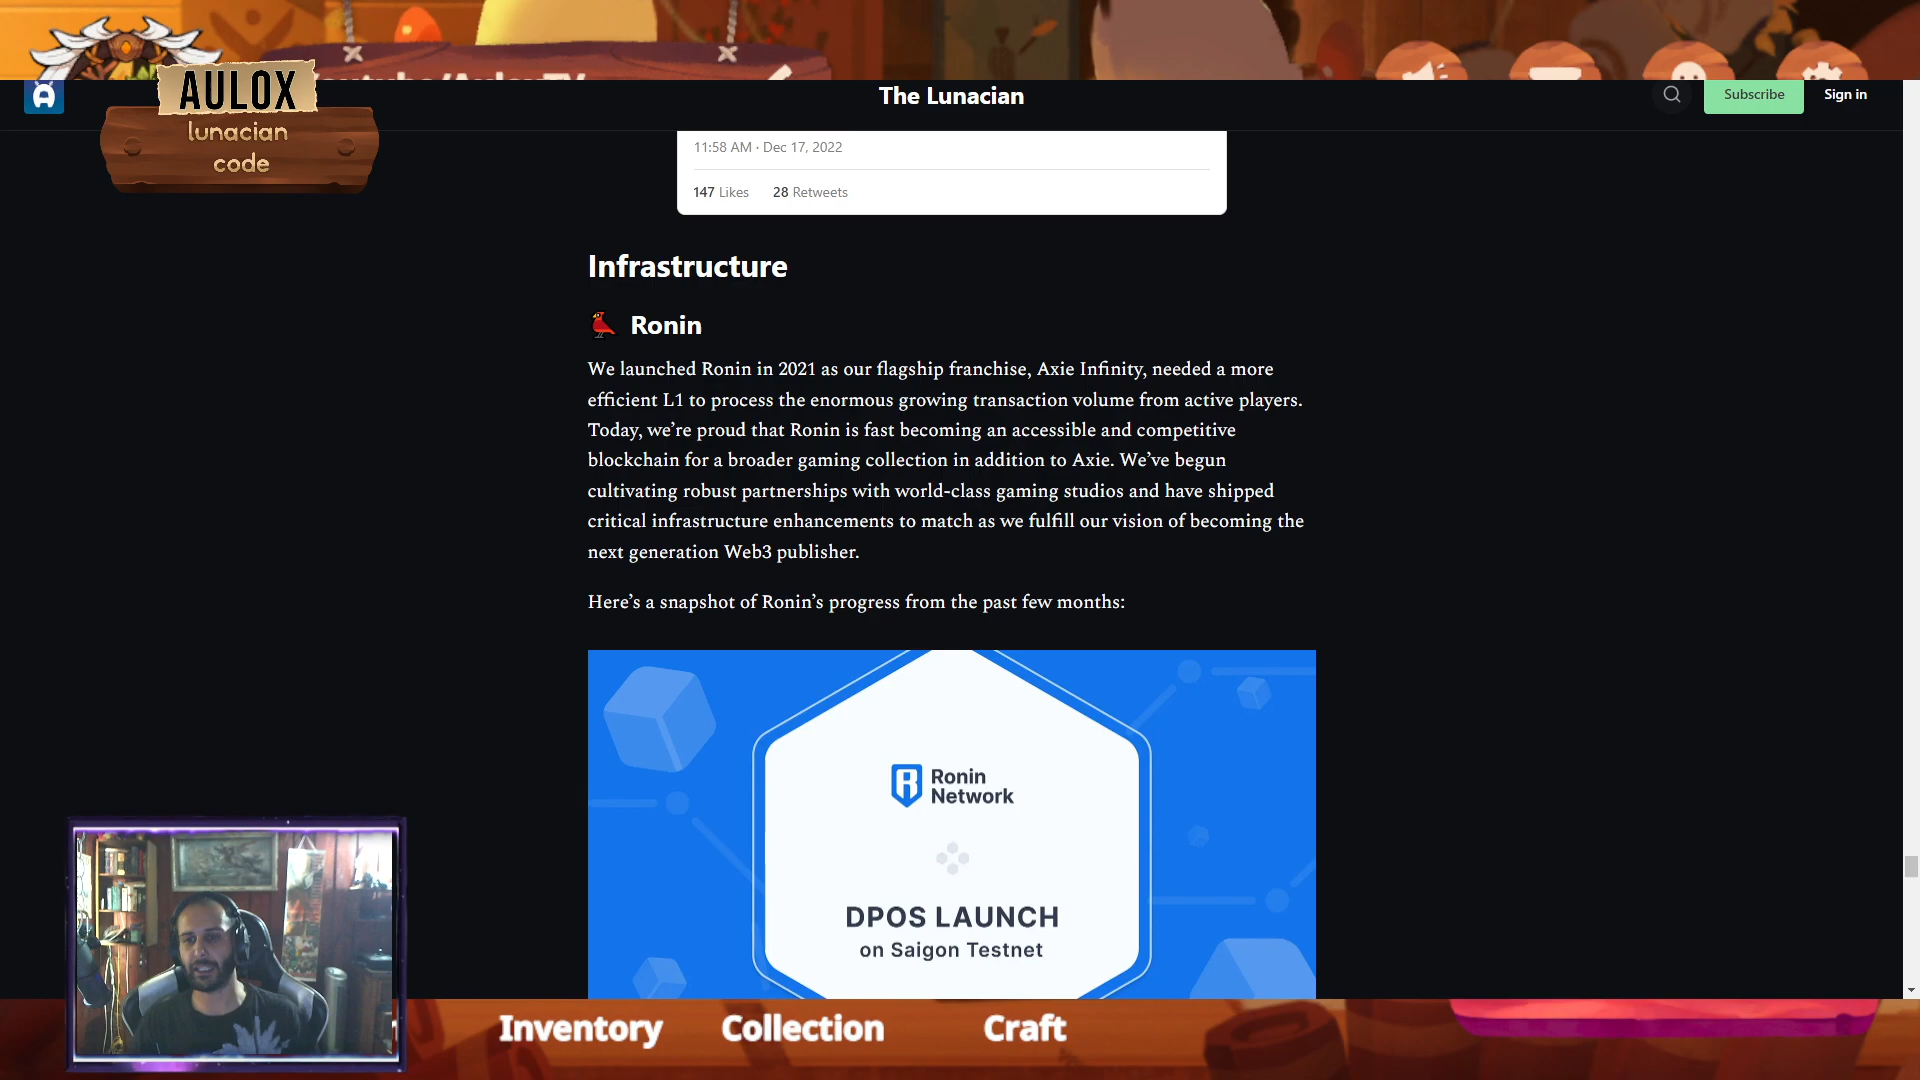 Youtube/AuloxTV
AULOX
lunacian
code
The Lunacian
Subscribe
Sign in
11:58 AM · Dec 17, 2022
147 Likes 28 Retweets
Infrastructure
Ronin
We launched Ronin in 2021 as our flagship franchise, Axie Infinity, needed a more
efficient L1 to process the enormous growing transaction volume from active players.
Today, we’re proud that Ronin is fast becoming an accessible and competitive
blockchain for a broader gaming collection in addition to Axie. We’ve begun
cultivating robust partnerships with world-class gaming studios and have shipped
critical infrastructure enhancements to match as we fulfill our vision of becoming the
next generation Web3 publisher.
Here’s a snapshot of Ronin’s progress from the past few months:
Ronin
Network
DPOS LAUNCH
on Saigon Testnet
Inventory Collection Craft